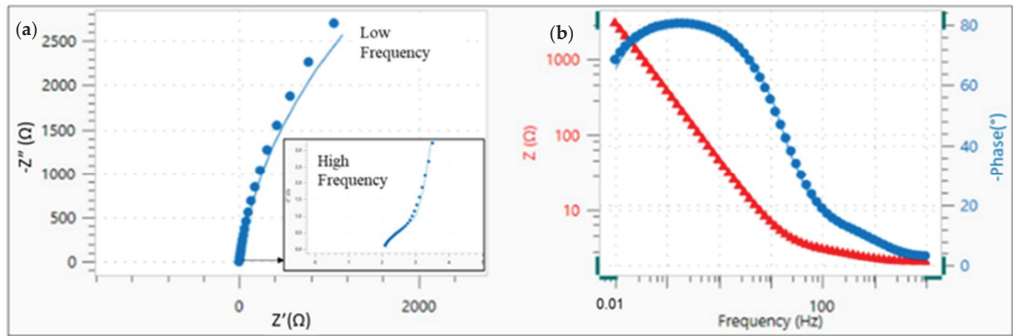 (a)
2500
2000
1500
1000
500
0
-Z″ (Ω)
Low
Frequency
High
Frequency
0
2000
Z’(Ω)
(b)
1000
100
10
Z (Ω)
80
60
40
20
0
-Phase(°)
0.01
100
Frequency (Hz)